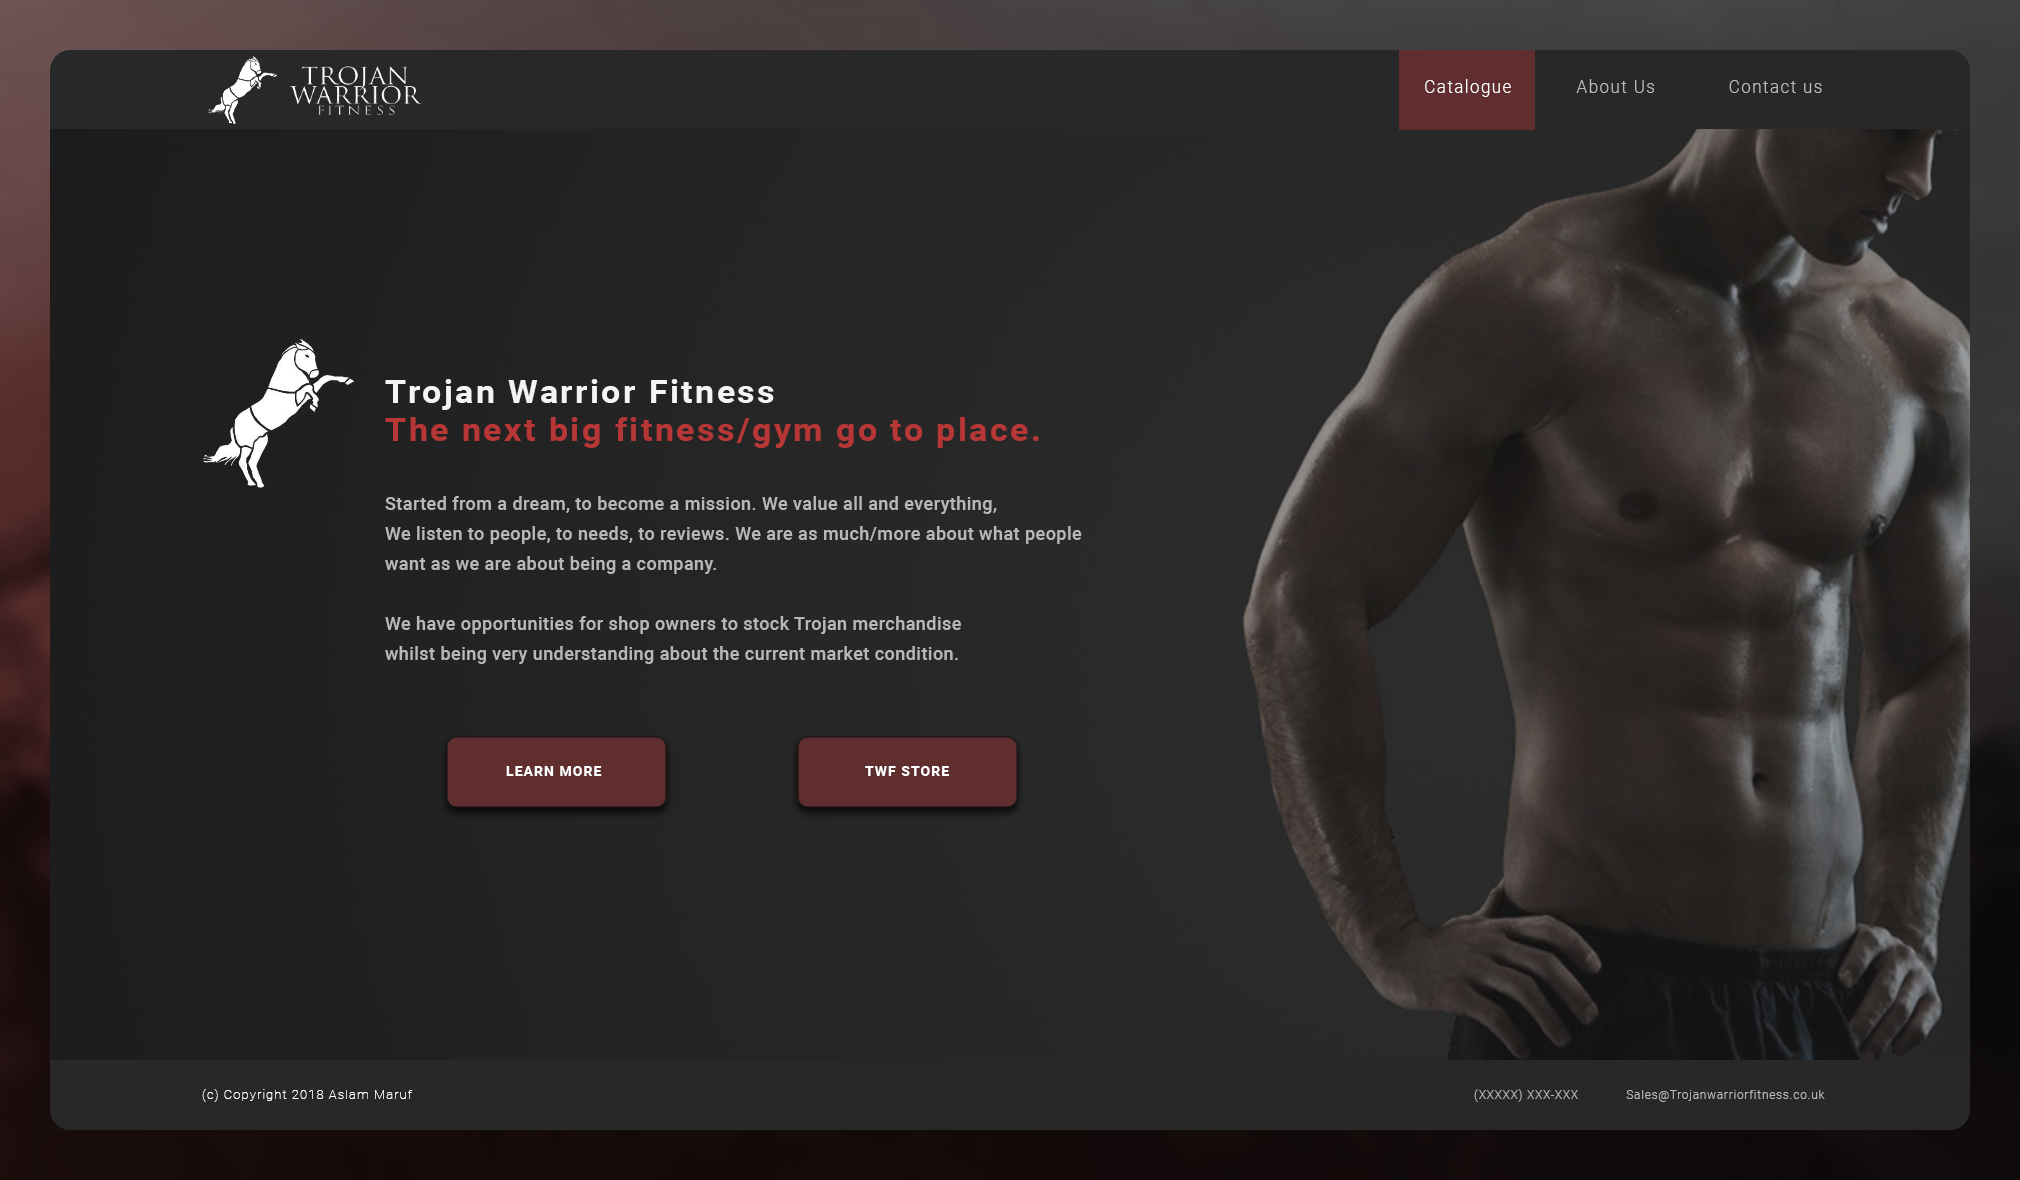 TROJAN
WARRIOR
FITNESS
Catalogue
About Us
Contact us
Trojan Warrior Fitness
The next big fitness/gym go to place.
Started from a dream, to become a mission. We value all and everything,
We listen to people, to needs, to reviews. We are as much/more about what people
want as we are about being a company.
We have opportunities for shop owners to stock Trojan merchandise
whilst being very understanding about the current market condition.
LEARN MORE
TWF STORE
(c) Copyright 2018 Aslam Maruf
(XXXXX) XXX-XXX
Sales@Trojanwarriorfitness.co.uk